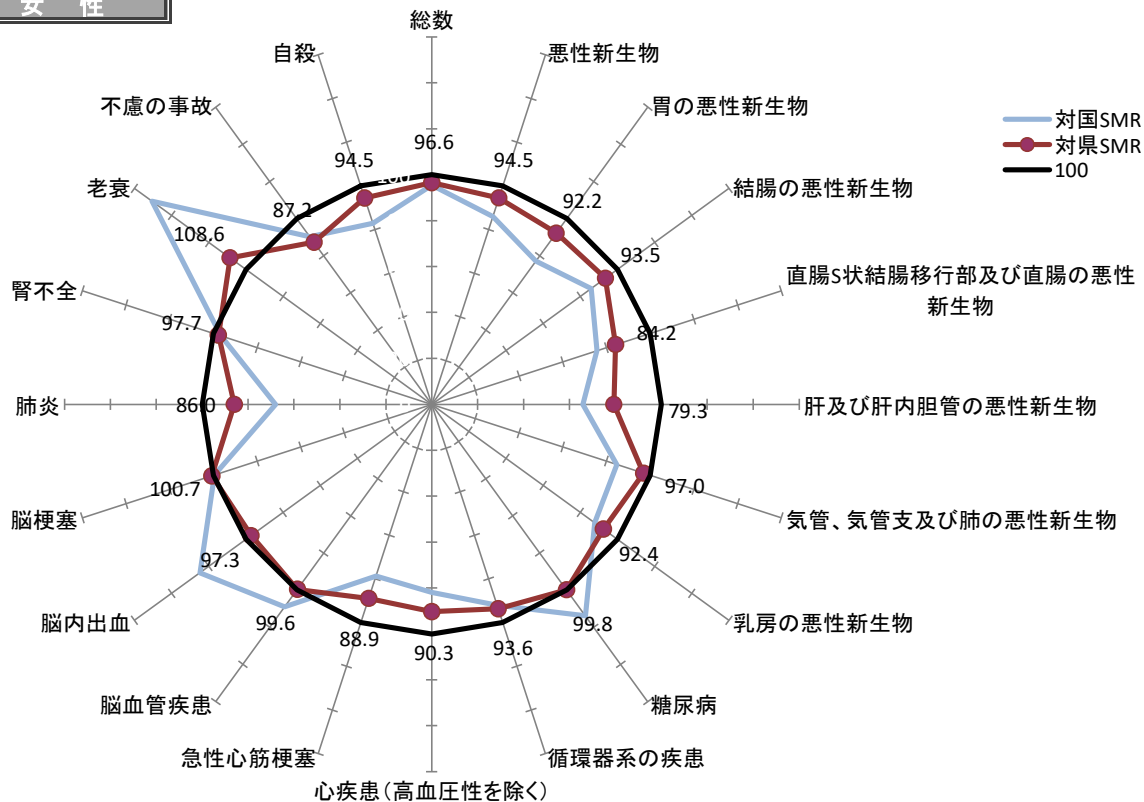 女 性
総数
悪性新生物
胃の悪性新生物
結腸の悪性新生物
直腸S状結腸移行部及び直腸の悪性
新生物
肝及び肝内胆管の悪性新生物
気管、気管支及び肺の悪性新生物
乳房の悪性新生物
糖尿病
循環器系の疾患
心疾患(高血圧性を除く)
急性心筋梗塞
脳血管疾患
脳内出血
脳梗塞
肺炎
腎不全
老衰
不慮の事故
自殺
96.6
94.5
92.2
93.5
84.2
79.3
97.0
92.4
99.8
93.6
90.3
88.9
99.6
97.3
100.7
86.0
97.7
108.6
87.2
94.5
100
対国SMR
対県SMR
100